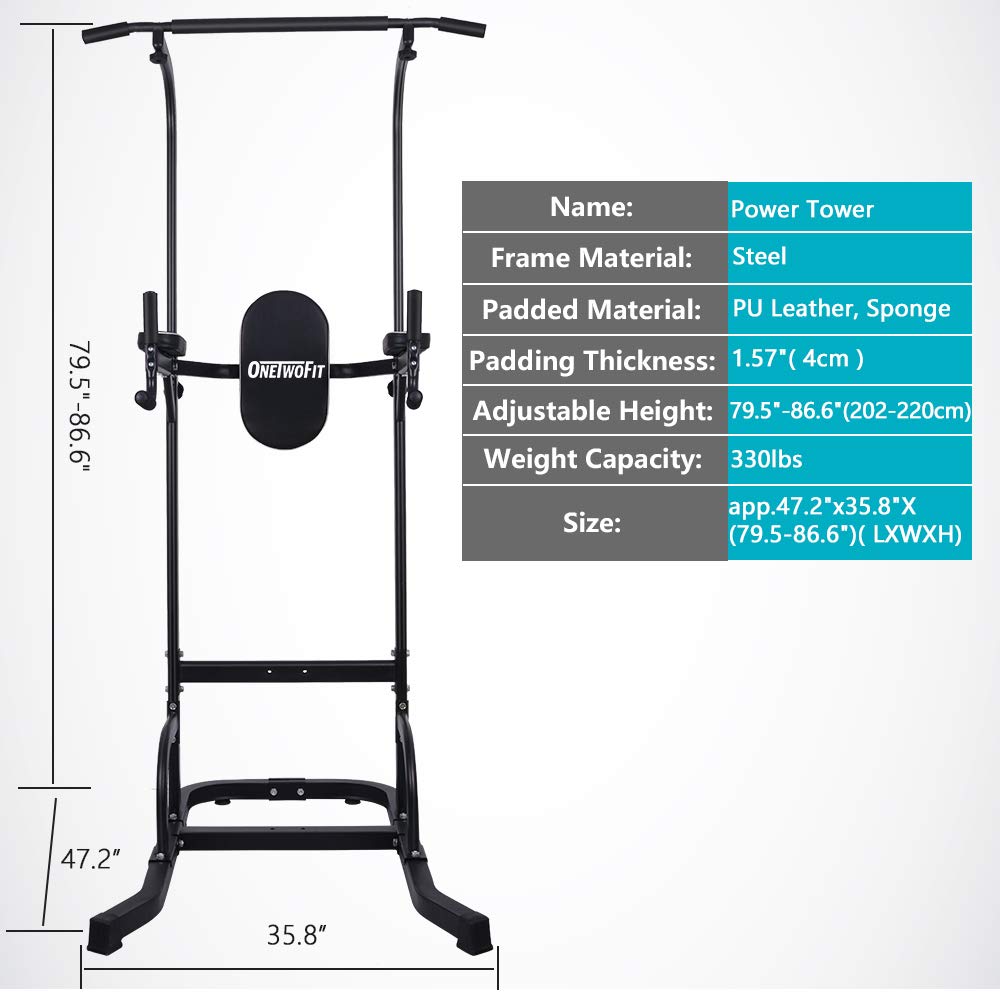 Name: Power Tower
Frame Material: Steel
Padded Material: PU Leather, Sponge
Padding Thickness: 1.57"( 4cm )
Adjustable Height: 79.5"-86.6"(202-220cm)
Weight Capacity: 330lbs
Size: app.47.2"x35.8"X
(79.5-86.6")( LXWXH)
ONETWOFIT
79.5"-86.6"
47.2"
35.8"